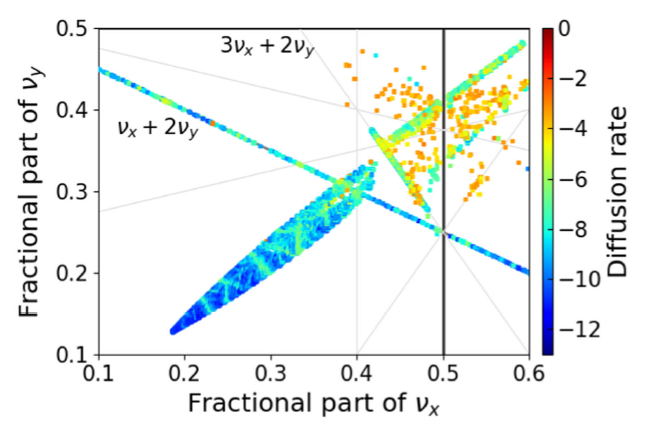 0.5
0.4
0.3
0.2
0.1
Fractional part of νy
3νx + 2νy
νx + 2νy
0.1 0.2 0.3 0.4 0.5 0.6
Fractional part of νx
0
−2
−4
−6
−8
−10
−12
Diffusion rate